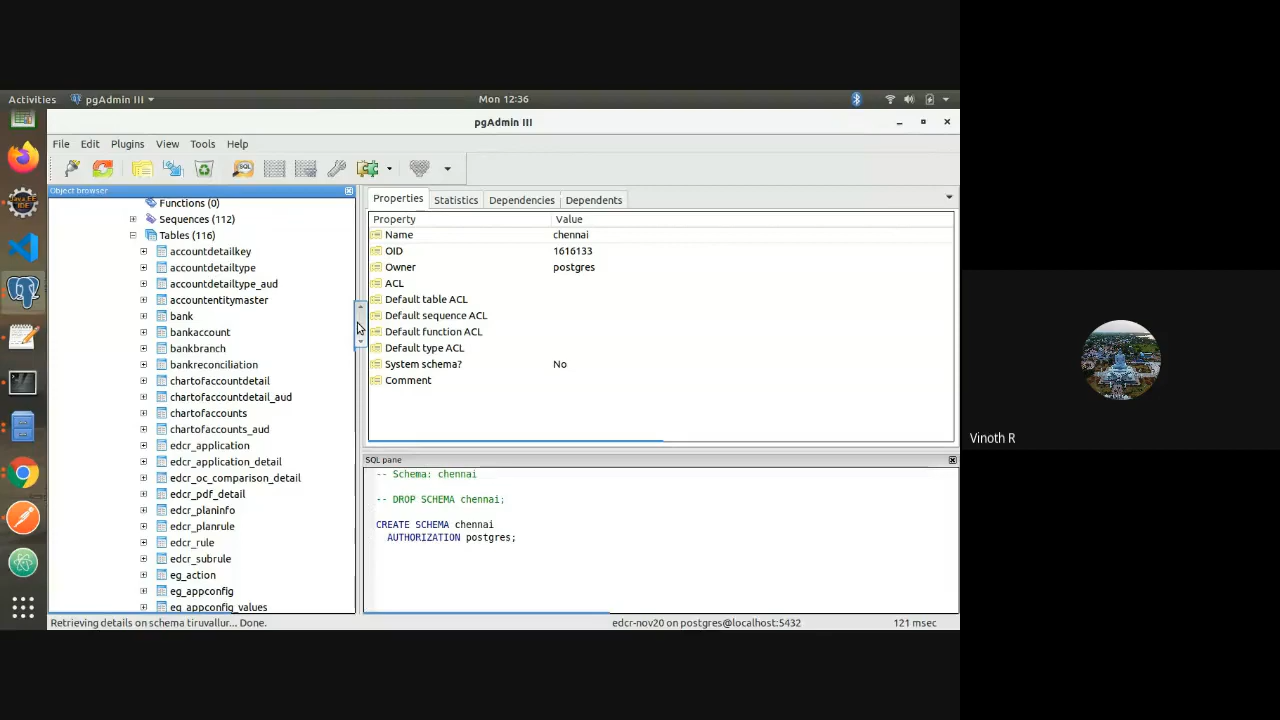 Activities pgAdmin III Mon 12:36
pgAdmin III
File Edit Plugins View Tools Help
SQL
Object browser
Functions (0)
Sequences (112)
Tables (116)
accountdetailkey
accountdetailtype
accountdetailtype_aud
accountentitymaster
bank
bankaccount
bankbranch
bankreconciliation
chartofaccountdetail
chartofaccountdetail_aud
chartofaccounts
chartofaccounts_aud
edcr_application
edcr_application_detail
edcr_oc_comparison_detail
edcr_pdf_detail
edcr_planinfo
edcr_planrule
edcr_rule
edcr_subrule
eg_action
eg_appconfig
eg_appconfig_values
Properties Statistics Dependencies Dependents
Property Value
Name chennai
OID 1616133
Owner postgres
ACL
Default table ACL
Default sequence ACL
Default function ACL
Default type ACL
System schema? No
Comment
SQL pane
-- Schema: chennai
-- DROP SCHEMA chennai;
CREATE SCHEMA chennai
AUTHORIZATION postgres;
Retrieving details on schema tiruvallur... Done. edcr-nov20 on postgres@localhost:5432 121 msec
Vinoth R